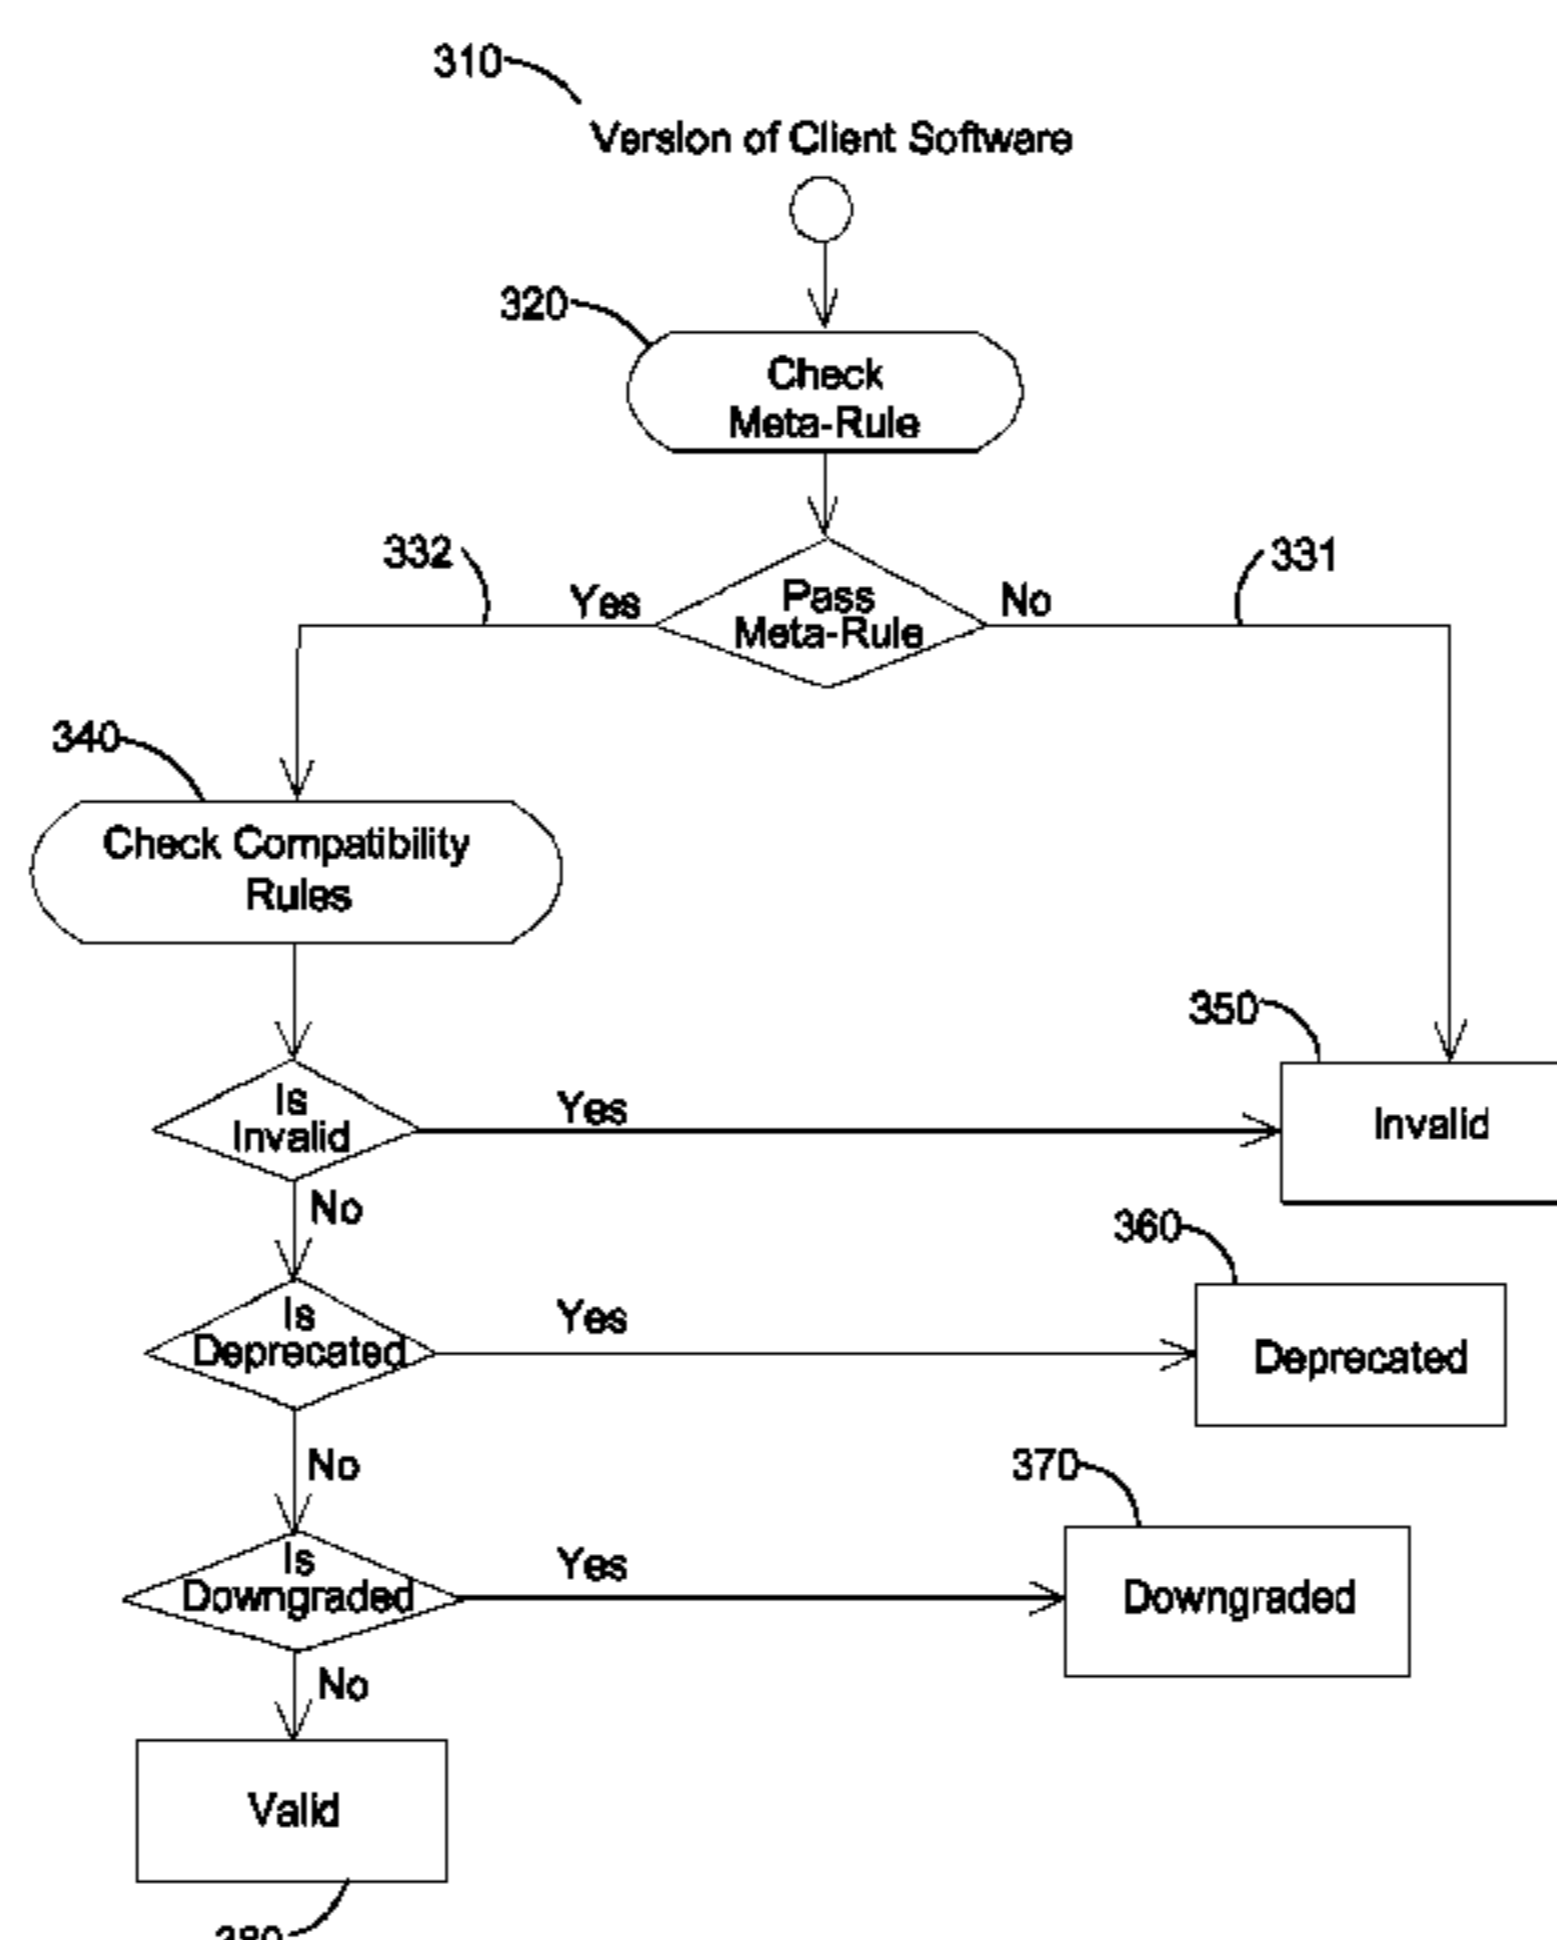 310
Version of Client Software
320
Check
Meta-Rule
332
Yes
Pass
Meta-Rule
No
331
340
Check Compatibility
Rules
350
Is
Invalid
Yes
Invalid
No
360
Is
Deprecated
Yes
Deprecated
No
370
Is
Downgraded
Yes
Downgraded
No
Valid
380